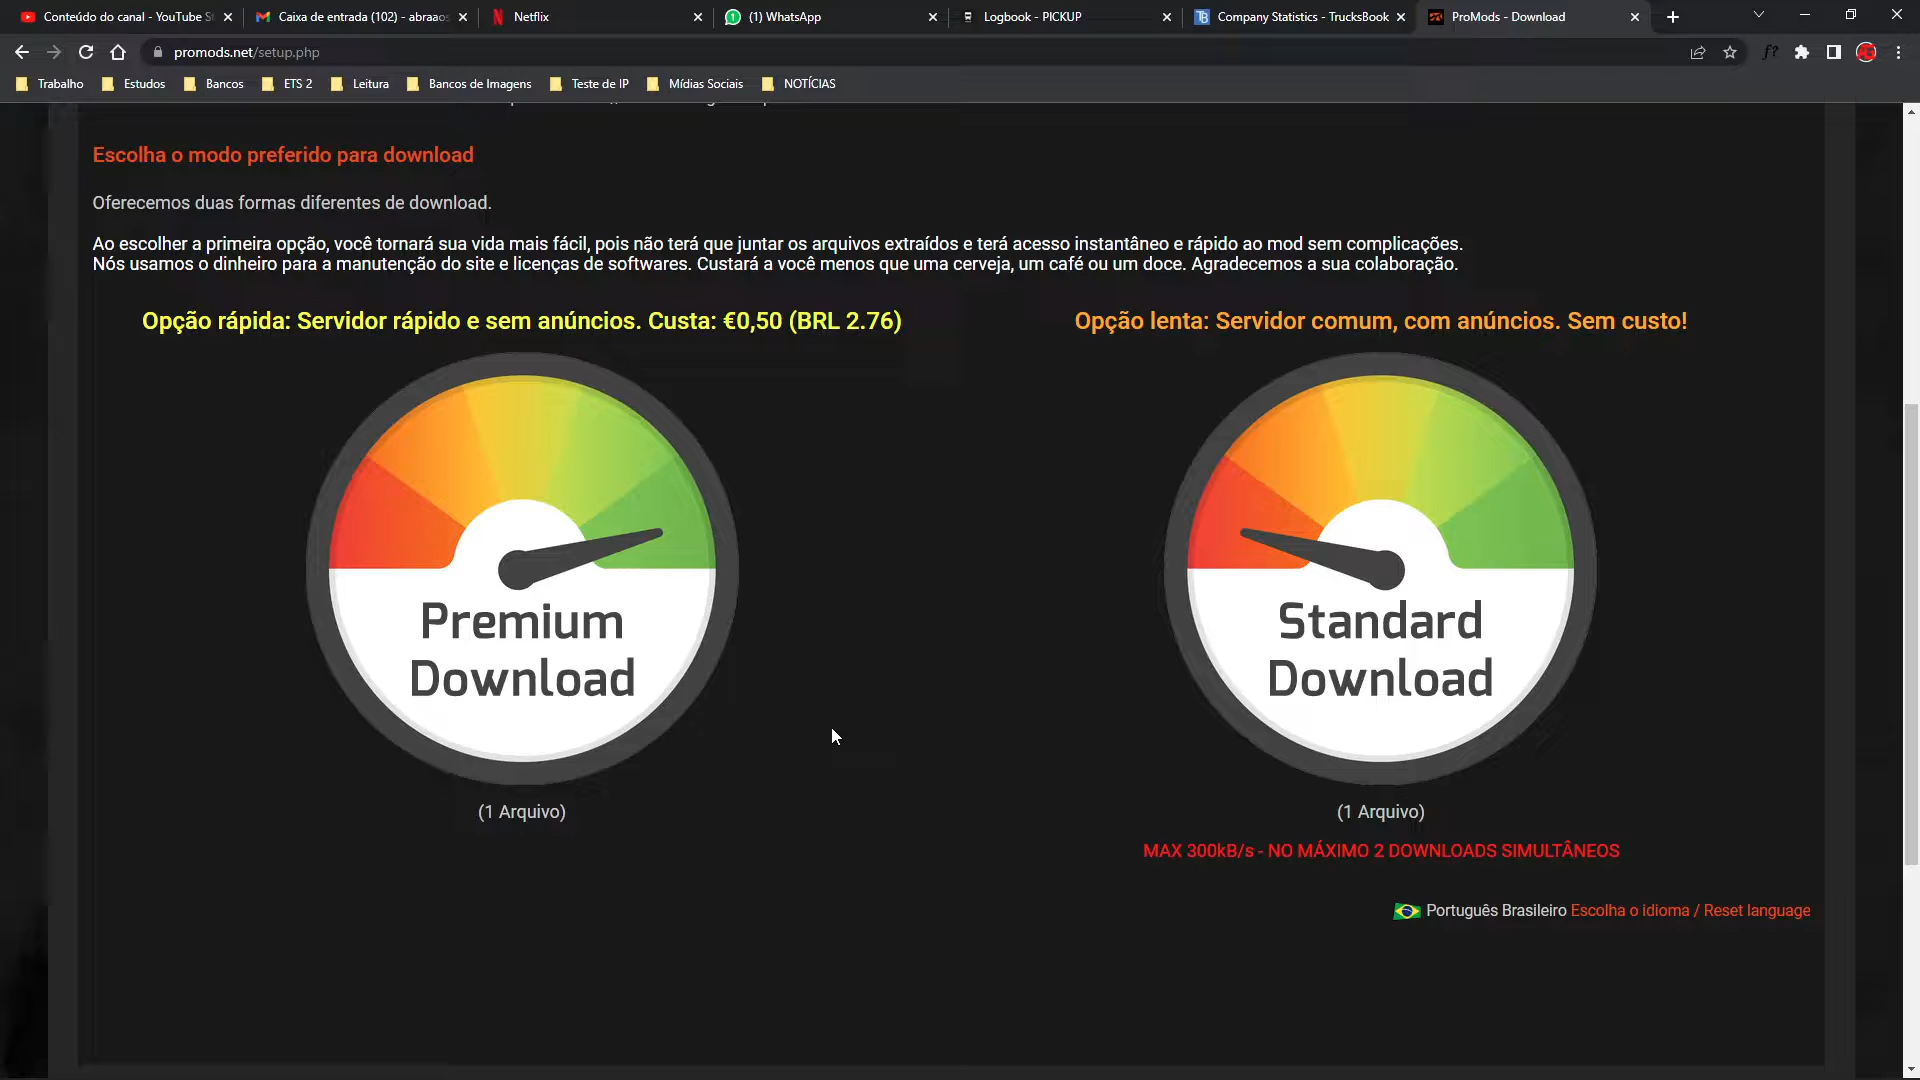 Conteúdo do canal - YouTube S
Caixa de entrada (102) - abraaos
Netflix
(1) WhatsApp
Logbook - PICKUP
Company Statistics - TrucksBook
ProMods - Download
promods.net/setup.php
Trabalho
Estudos
Bancos
ETS 2
Leitura
Bancos de Imagens
Teste de IP
Mídias Sociais
NOTÍCIAS
Escolha o modo preferido para download
Oferecemos duas formas diferentes de download.
Ao escolher a primeira opção, você tornará sua vida mais fácil, pois não terá que juntar os arquivos extraídos e terá acesso instantâneo e rápido ao mod sem complicações.
Nós usamos o dinheiro para a manutenção do site e licenças de softwares. Custará a você menos que uma cerveja, um café ou um doce. Agradecemos a sua colaboração.
Opção rápida: Servidor rápido e sem anúncios. Custa: €0,50 (BRL 2.76)
Premium
Download
(1 Arquivo)
Opção lenta: Servidor comum, com anúncios. Sem custo!
Standard
Download
(1 Arquivo)
MAX 300kB/s - NO MÁXIMO 2 DOWNLOADS SIMULTÂNEOS
Português Brasileiro Escolha o idioma / Reset language